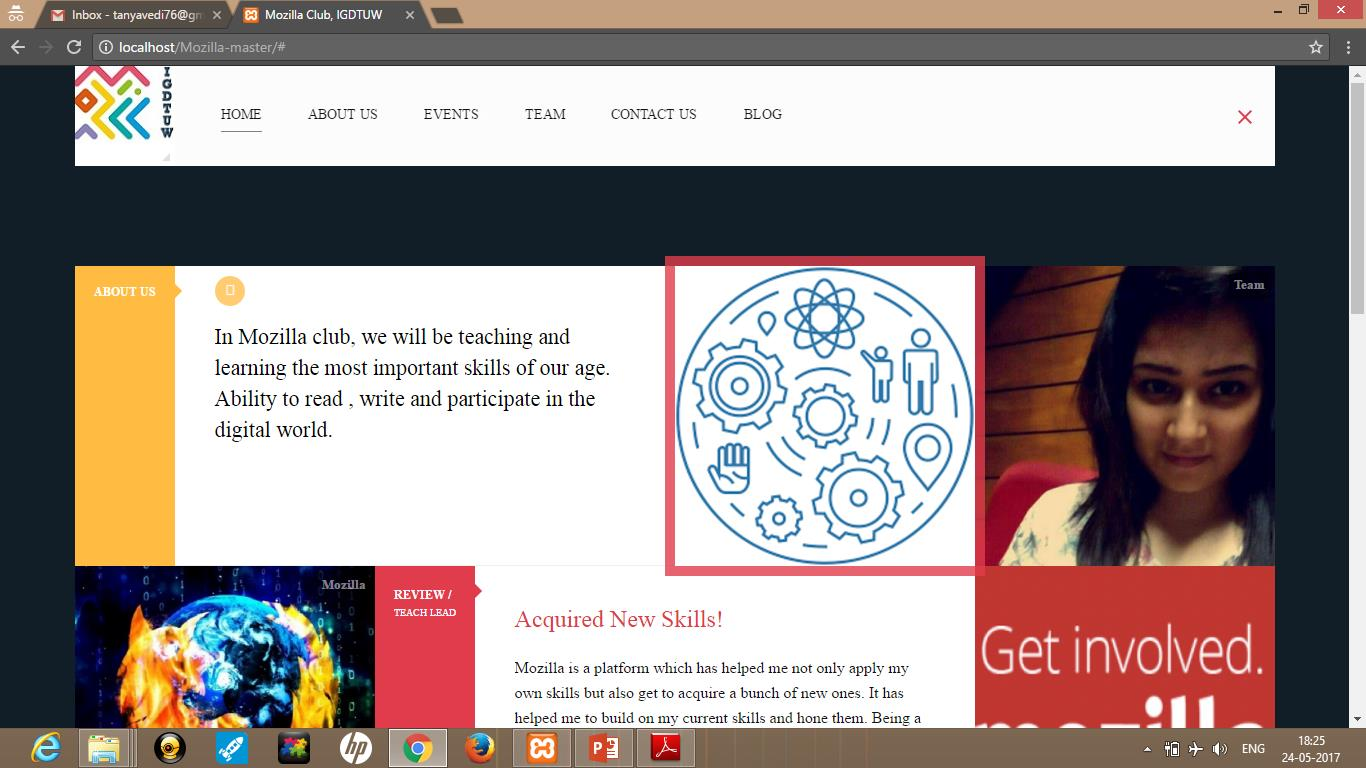 Inbox - tanyavedi76@gm
Mozilla Club, IGDTUW
localhost/Mozilla-master/#
IGDTUW
HOME
ABOUT US
EVENTS
TEAM
CONTACT US
BLOG
ABOUT US
In Mozilla club, we will be teaching and
learning the most important skills of our age.
Ability to read , write and participate in the
digital world.
Team
Mozilla
REVIEW /
TEACH LEAD
Acquired New Skills!
Mozilla is a platform which has helped me not only apply my
own skills but also get to acquire a bunch of new ones. It has
helped me to build on my current skills and hone them. Being a
Get involved.
mozilla
hp
ENG
18:25
24-05-2017